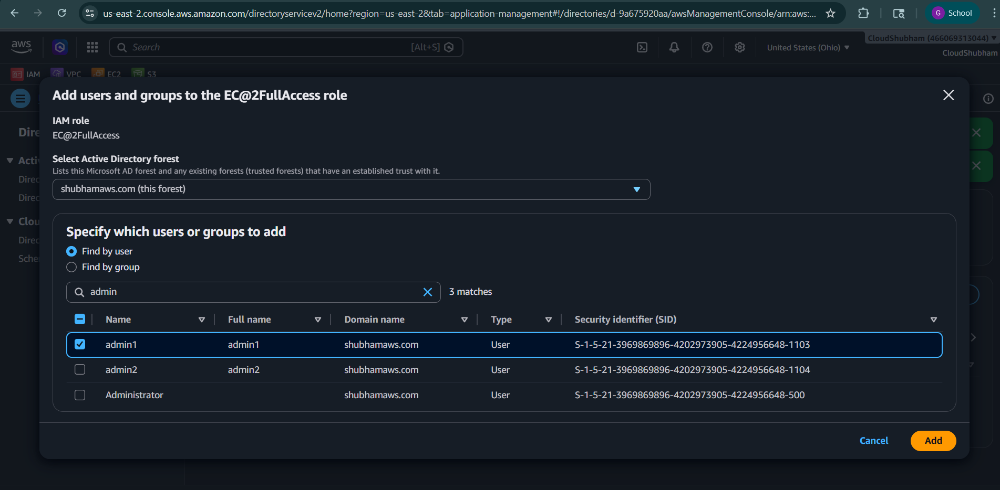 us-east-2.console.aws.amazon.com/directoryservicev2/home?region=us-east-2&tab=application-management#!/directories/d-9a675920aa/awsManagementConsole/arn:aws:...
G School
aws
Search [Alt+S]
United States (Ohio)
CloudShubham (466069313044)
CloudShubham
IAM VPC EC2 S3
Add users and groups to the EC@2FullAccess role
IAM role
EC@2FullAccess
Select Active Directory forest
Lists this Microsoft AD forest and any existing forests (trusted forests) that have an established trust with it.
shubhamaws.com (this forest)
Specify which users or groups to add
Find by user
Find by group
admin 3 matches
Name Full name Domain name Type Security identifier (SID)
admin1 admin1 shubhamaws.com User S-1-5-21-3969869896-4202973905-4224956648-1103
admin2 admin2 shubhamaws.com User S-1-5-21-3969869896-4202973905-4224956648-1104
Administrator shubhamaws.com User S-1-5-21-3969869896-4202973905-4224956648-500
Cancel Add